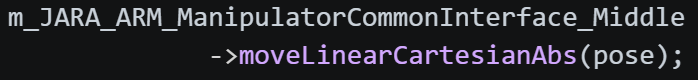 m_JARA_ARM_ManipulatorCommonInterface_Middle
->moveLinearCartesianAbs(pose);